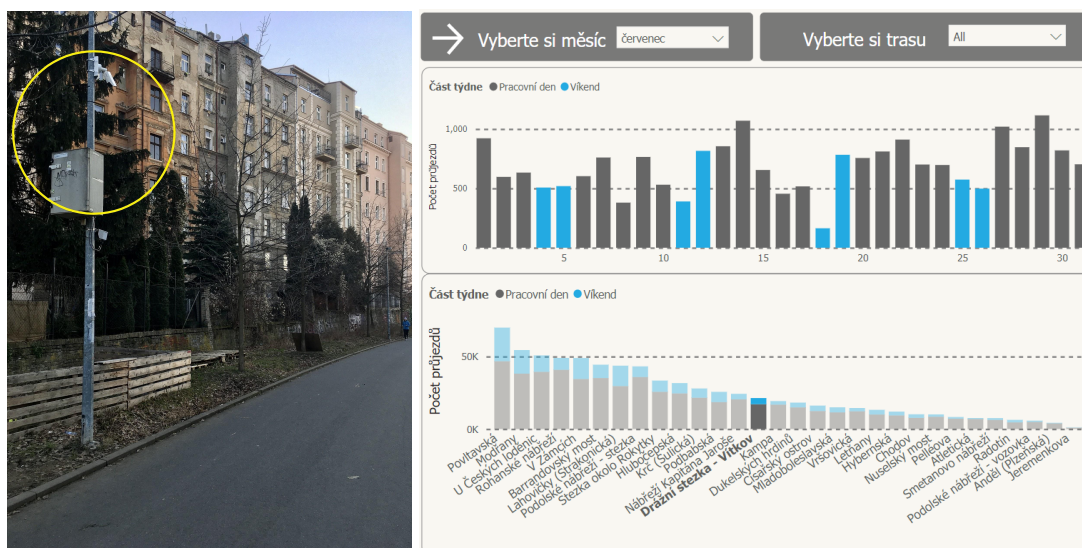 Vyberte si měsíc červenec
Vyberte si trasu All
Část týdne Pracovní den Víkend
Počet průjezdů
1,000
500
0
5 10 15 20 25 30
Část týdne Pracovní den Víkend
Počet průjezdů
50K
0K
Povltavská
Modřany
U Českých loděnic
Rohanské nábřeží
V Zámcích
Barrandovský most
Lahovičky (Strakonická)
Podolské nábřeží - stezka
Stezka okolo Rokytky
Hlubočepská
Krč (Sulická)
Podbabská
Nábřeží Kapitána Jaroše
Drážní stezka - Vítkov
Kampa
Dukelských hrdinů
Císařský ostrov
Mladoboleslavská
Vršovická
Letňany
Hybernská
Chodov
Nuselský most
Pelléova
Atletická
Smetanovo nábřeží
Radotín
Podolské nábřeží - vozovka
Anděl (Plzeňská)
Jeremenkova